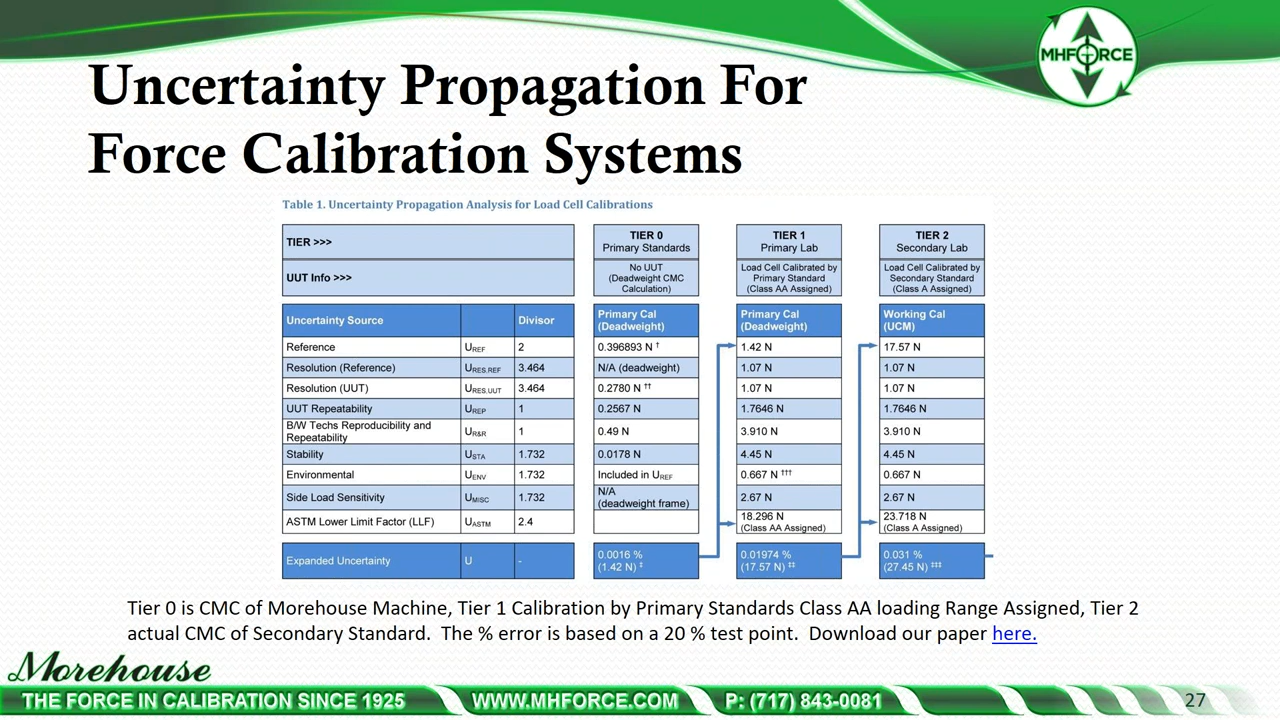 MHFORCE
Uncertainty Propagation For
Force Calibration Systems
Table 1. Uncertainty Propagation Analysis for Load Cell Calibrations
TIER >>>
TIER 0
Primary Standards
TIER 1
Primary Lab
TIER 2
Secondary Lab
UUT Info >>>
No UUT
(Deadweight CMC
Calculation)
Load Cell Calibrated by
Primary Standard
(Class AA Assigned)
Load Cell Calibrated by
Secondary Standard
(Class A Assigned)
Uncertainty Source Divisor
Primary Cal
(Deadweight)
Primary Cal
(Deadweight)
Working Cal
(UCM)
Reference UREF 2 0.396893 N † 1.42 N 17.57 N
Resolution (Reference) URES,REF 3.464 N/A (deadweight) 1.07 N 1.07 N
Resolution (UUT) URES,UUT 3.464 0.2780 N †† 1.07 N 1.07 N
UUT Repeatability UREP 1 0.2567 N 1.7646 N 1.7646 N
B/W Techs Reproducibility and
Repeatability
UR&R 1 0.49 N 3.910 N 3.910 N
Stability USTA 1.732 0.0178 N 4.45 N 4.45 N
Environmental UENV 1.732 Included in UREF 0.667 N ††† 0.667 N
Side Load Sensitivity UMISC 1.732
N/A
(deadweight frame)
2.67 N 2.67 N
ASTM Lower Limit Factor (LLF) UASTM 2.4
18.296 N
(Class AA Assigned)
23.718 N
(Class A Assigned)
Expanded Uncertainty U -
0.0016 %
(1.42 N) ‡
0.01974 %
(17.57 N) ‡‡
0.031 %
(27.45 N) ‡‡‡
Tier 0 is CMC of Morehouse Machine, Tier 1 Calibration by Primary Standards Class AA loading Range Assigned, Tier 2
actual CMC of Secondary Standard. The % error is based on a 20 % test point. Download our paper here.
Morehouse
THE FORCE IN CALIBRATION SINCE 1925 WWW.MHFORCE.COM P: (717) 843-0081 27